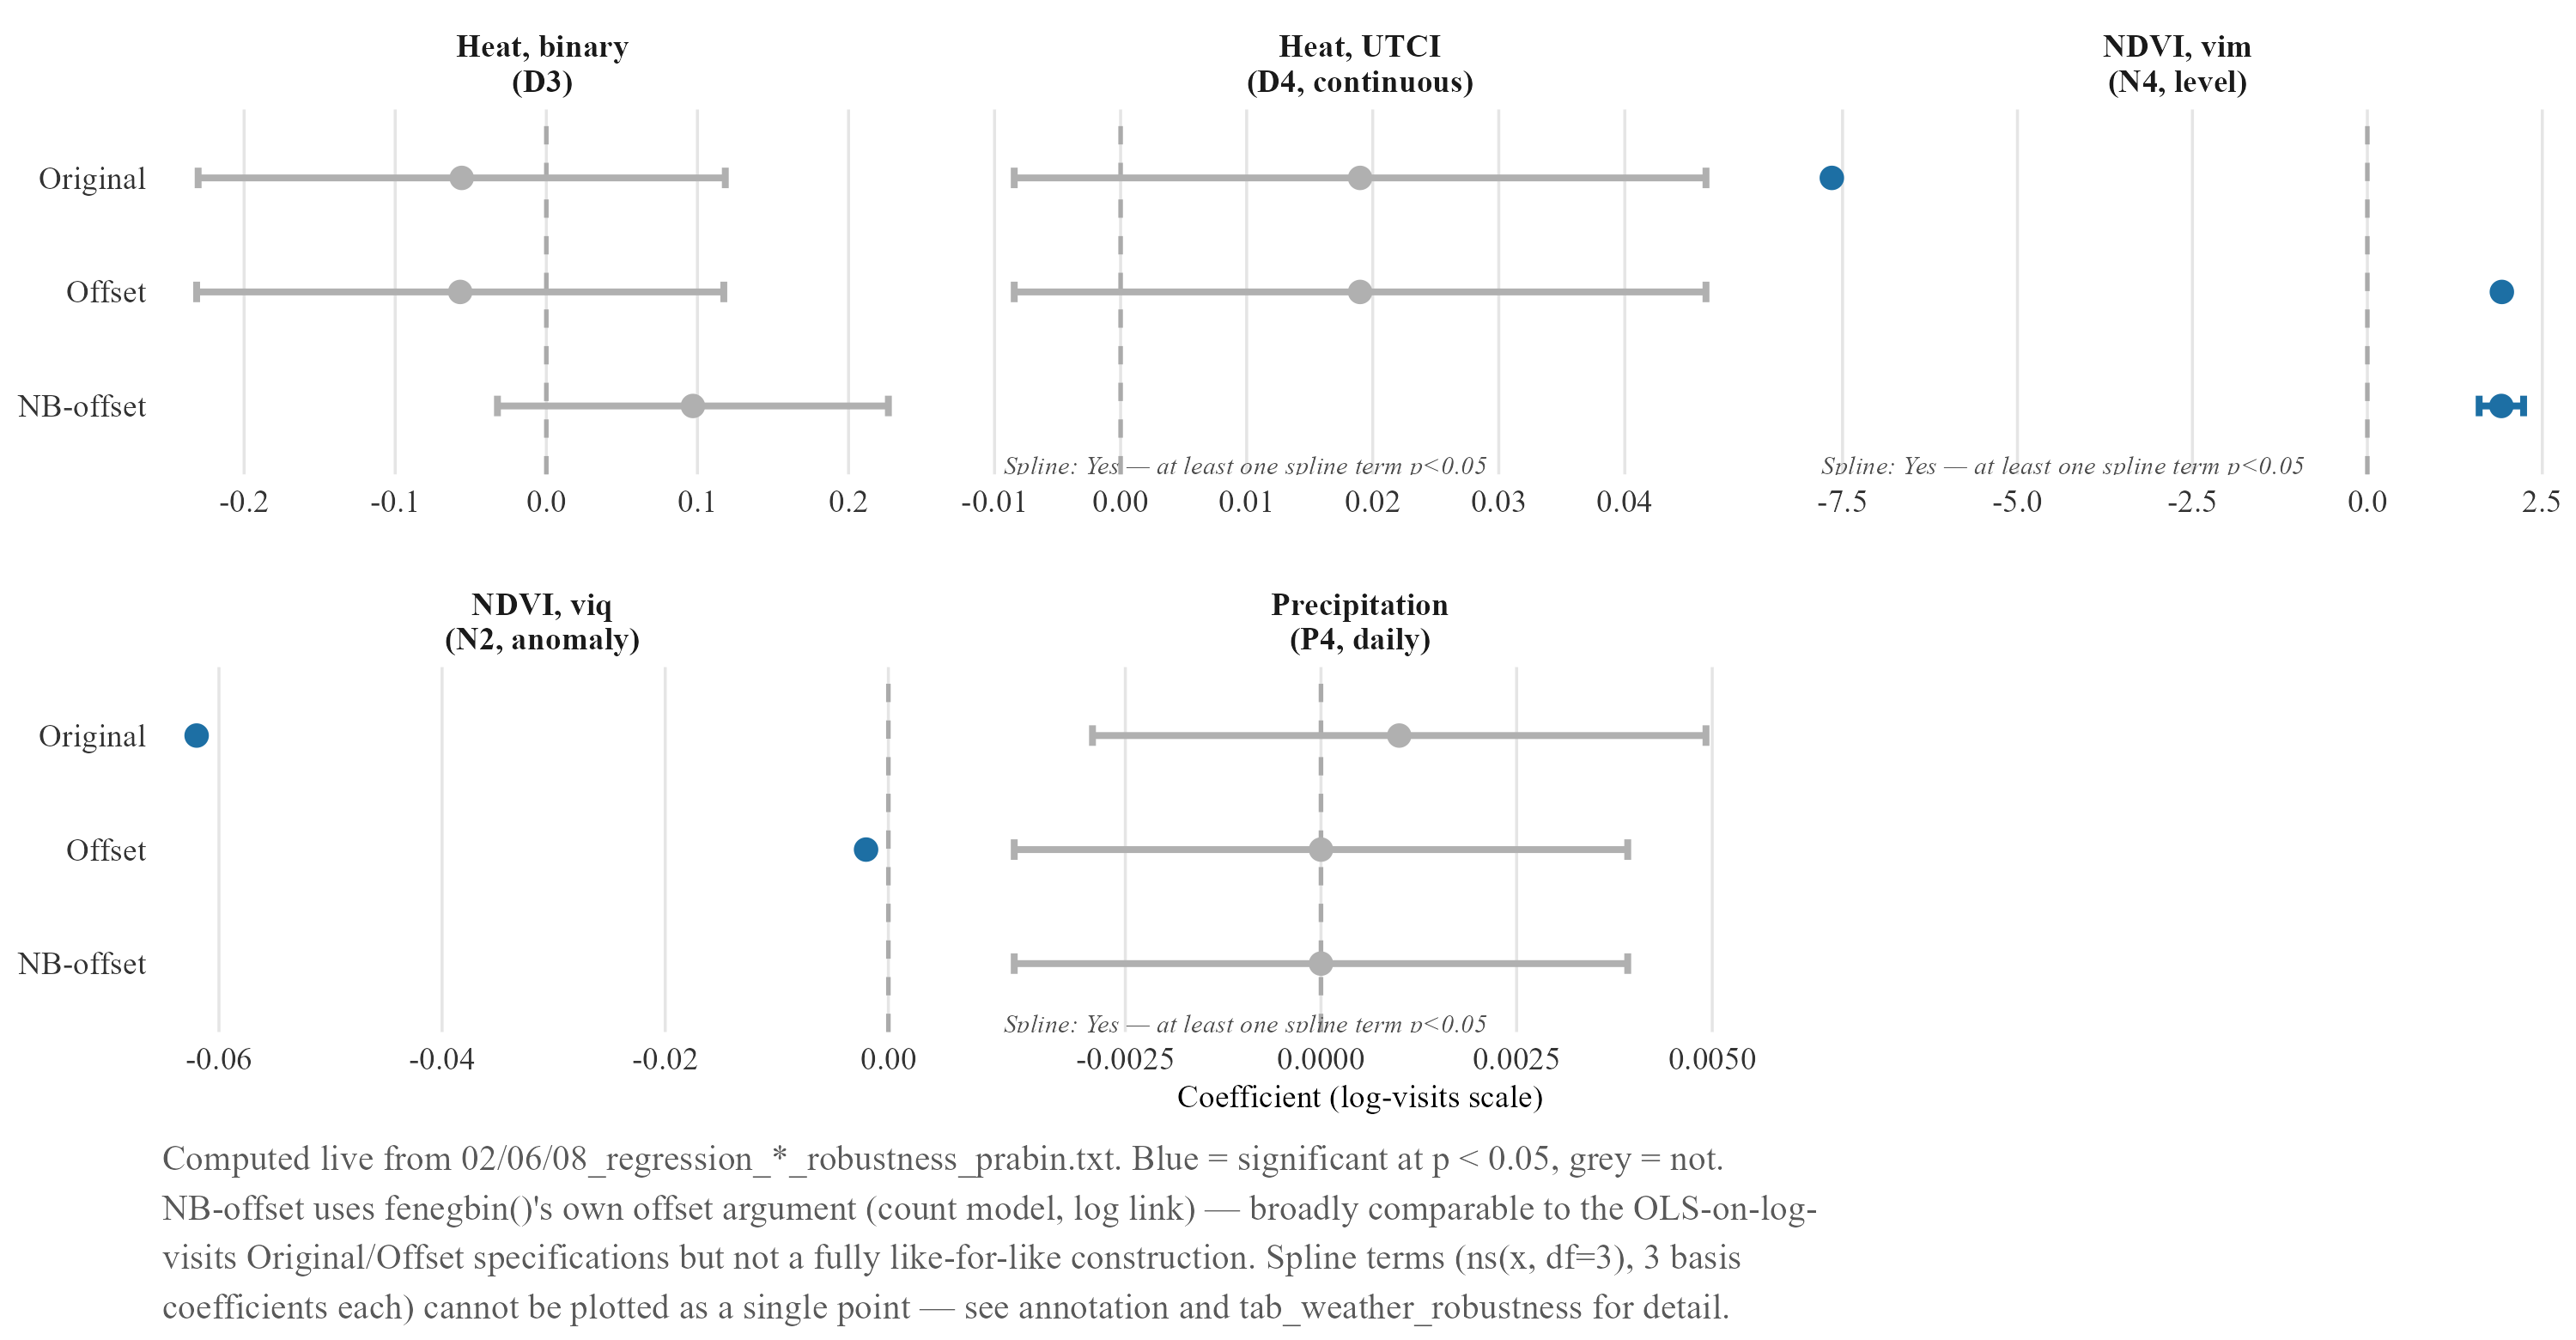 Heat, binary
(D3)
Heat, UTCI
(D4, continuous)
NDVI, vim
(N4, level)
Original
Offset
NB-offset
Spline: Yes — at least one spline term p<0.05
Spline: Yes — at least one spline term p<0.05
-0.2 -0.1 0.0 0.1 0.2
-0.01 0.00 0.01 0.02 0.03 0.04
-7.5 -5.0 -2.5 0.0 2.5
NDVI, viq
(N2, anomaly)
Precipitation
(P4, daily)
Original
Offset
NB-offset
Spline: Yes — at least one spline term p<0.05
-0.06 -0.04 -0.02 0.00
-0.0025 0.0000 0.0025 0.0050
Coefficient (log-visits scale)
Computed live from 02/06/08_regression_*_robustness_prabin.txt. Blue = significant at p < 0.05, grey = not.
NB-offset uses fenegbin()'s own offset argument (count model, log link) — broadly comparable to the OLS-on-log-
visits Original/Offset specifications but not a fully like-for-like construction. Spline terms (ns(x, df=3), 3 basis
coefficients each) cannot be plotted as a single point — see annotation and tab_weather_robustness for detail.